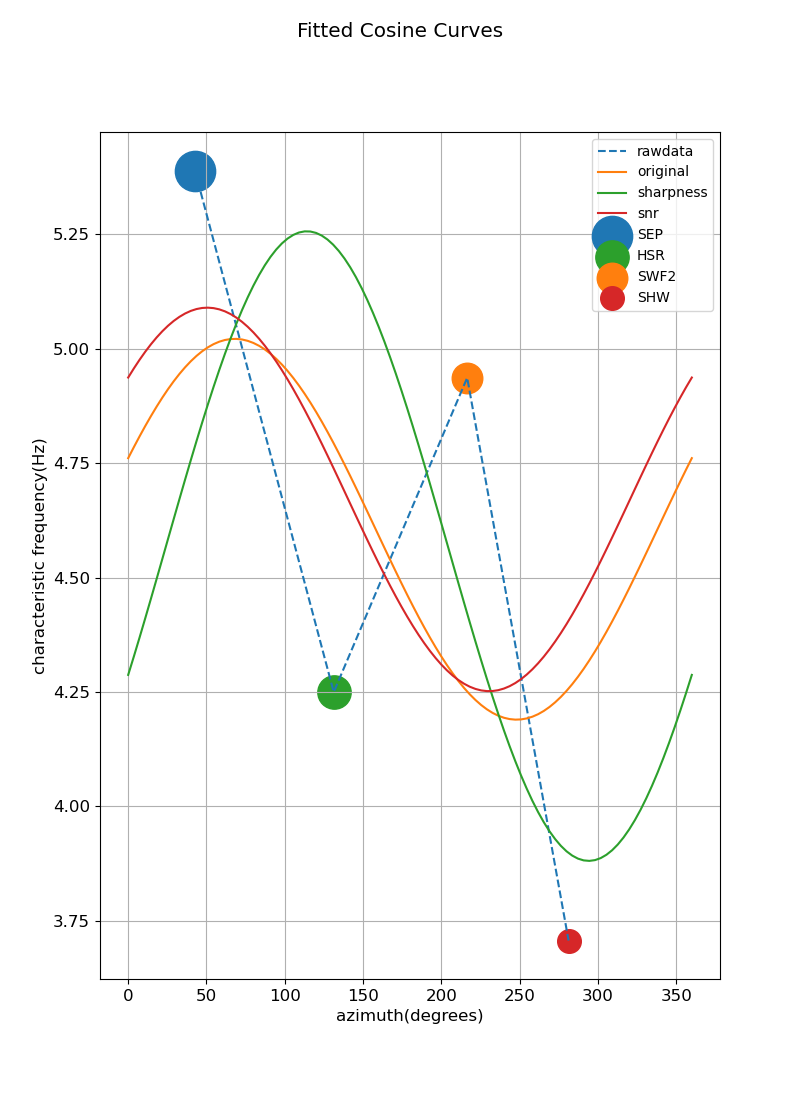 Fitted Cosine Curves
rawdata
original
sharpness
snr
SEP
HSR
SWF2
SHW
characteristic frequency(Hz)
5.25
5.00
4.75
4.50
4.25
4.00
3.75
0 50 100 150 200 250 300 350
azimuth(degrees)